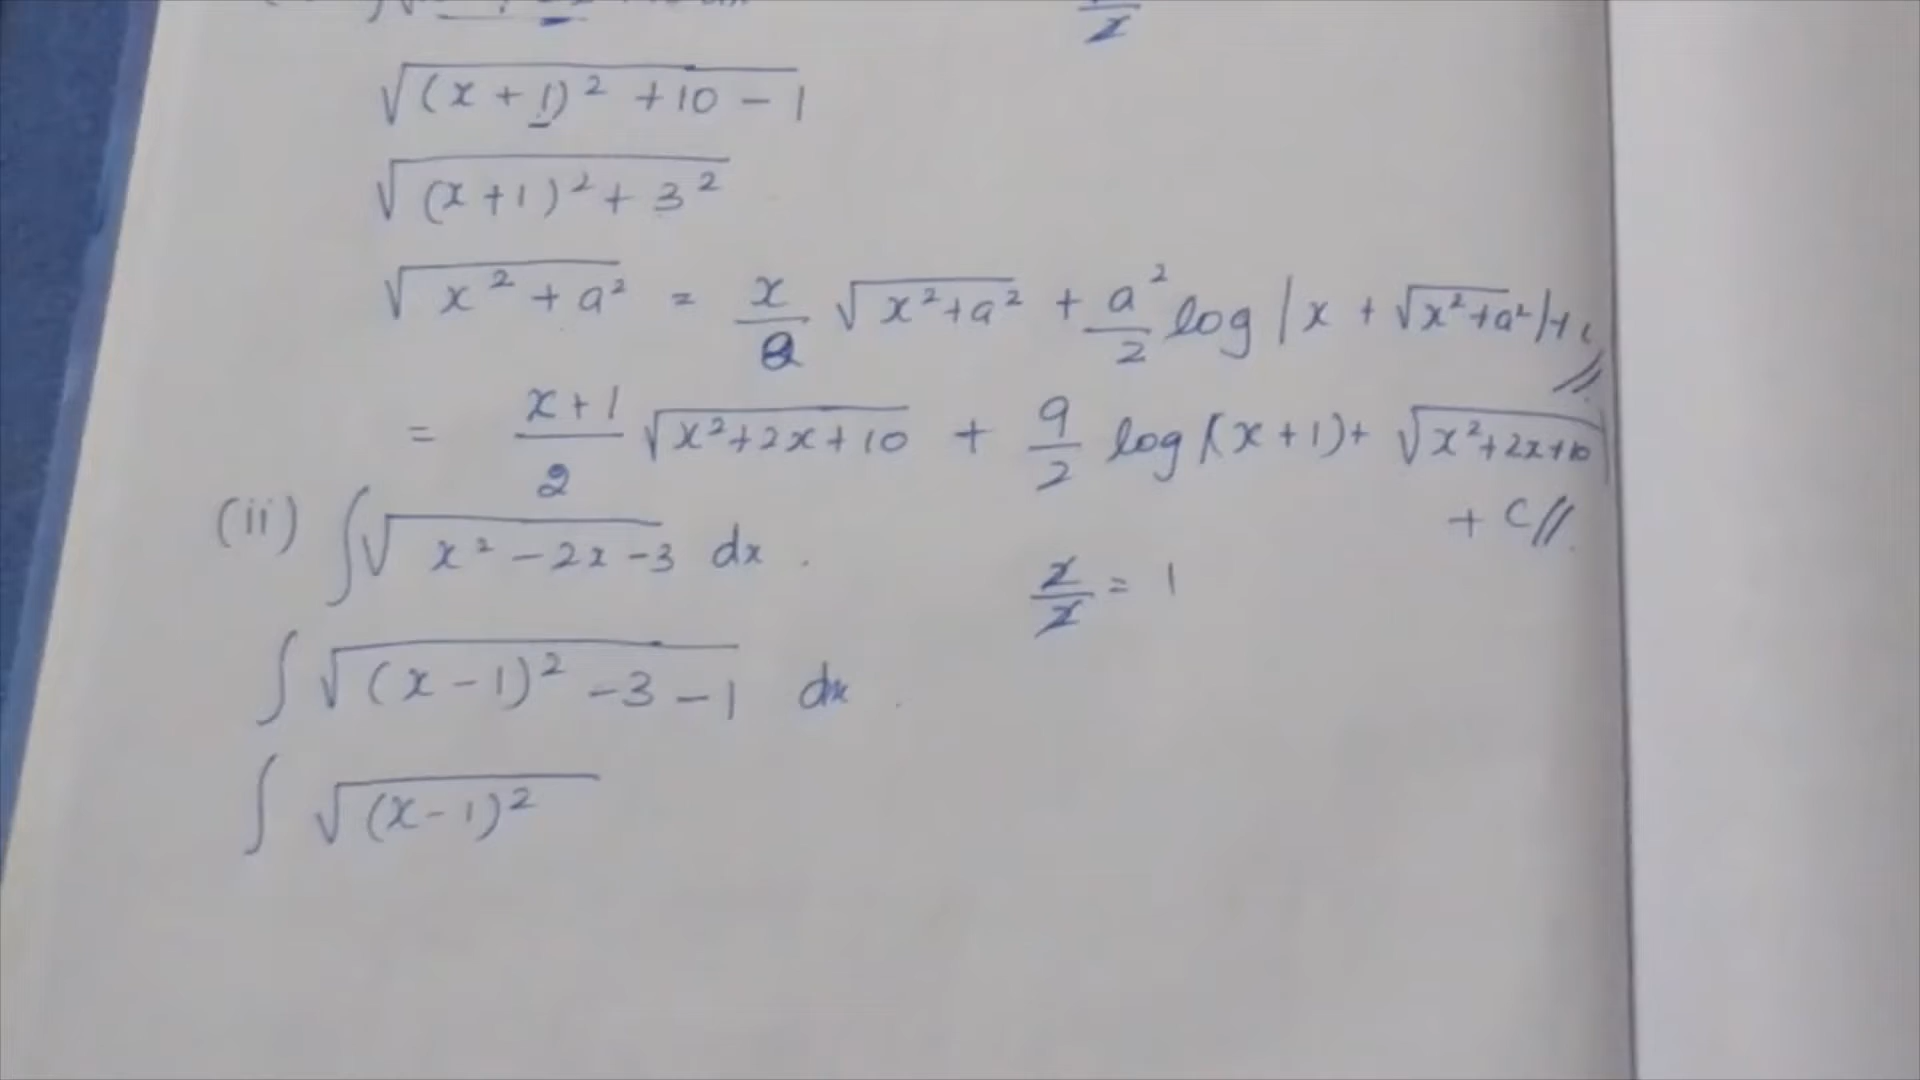 √(x+1)² +10 - 1
√(x+1)² + 3²
√x² + a² = x/2 √x²+a² + a²/2 log |x + √x²+a²|+c //
= x+1/2 √x²+2x+10 + 9/2 log |(x+1)+ √x²+2x+10|
+ C //
(ii) ∫√x² - 2x - 3 dx .
2/2 = 1
∫ √(x-1)² - 3 - 1 dx .
∫ √(x-1)²